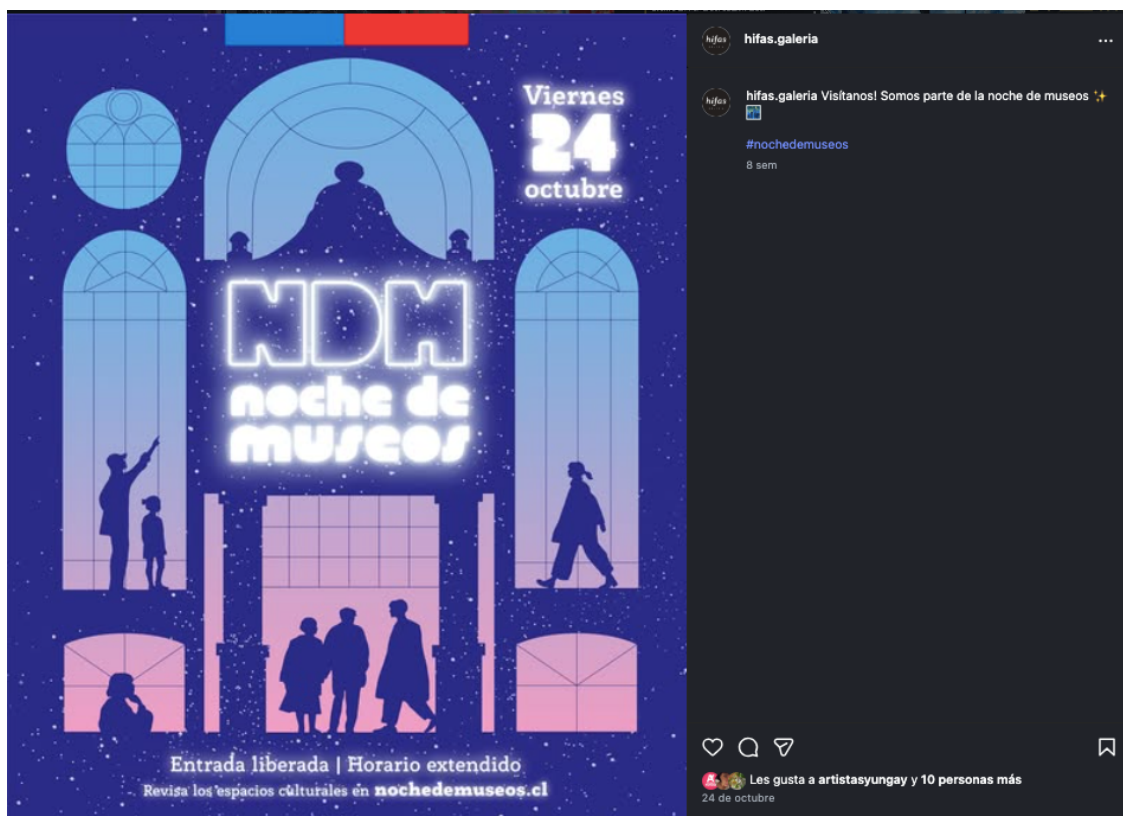 Viernes
24
octubre
NDM
noche de
museos
Entrada liberada | Horario extendido
Revisa los espacios culturales en nochedemuseos.cl
hifas
hifas.galeria
hifas
hifas.galeria Visítanos! Somos parte de la noche de museos ✨
🌃
#nochedemuseos
8 sem
Les gusta a artistasyungay y 10 personas más
24 de octubre